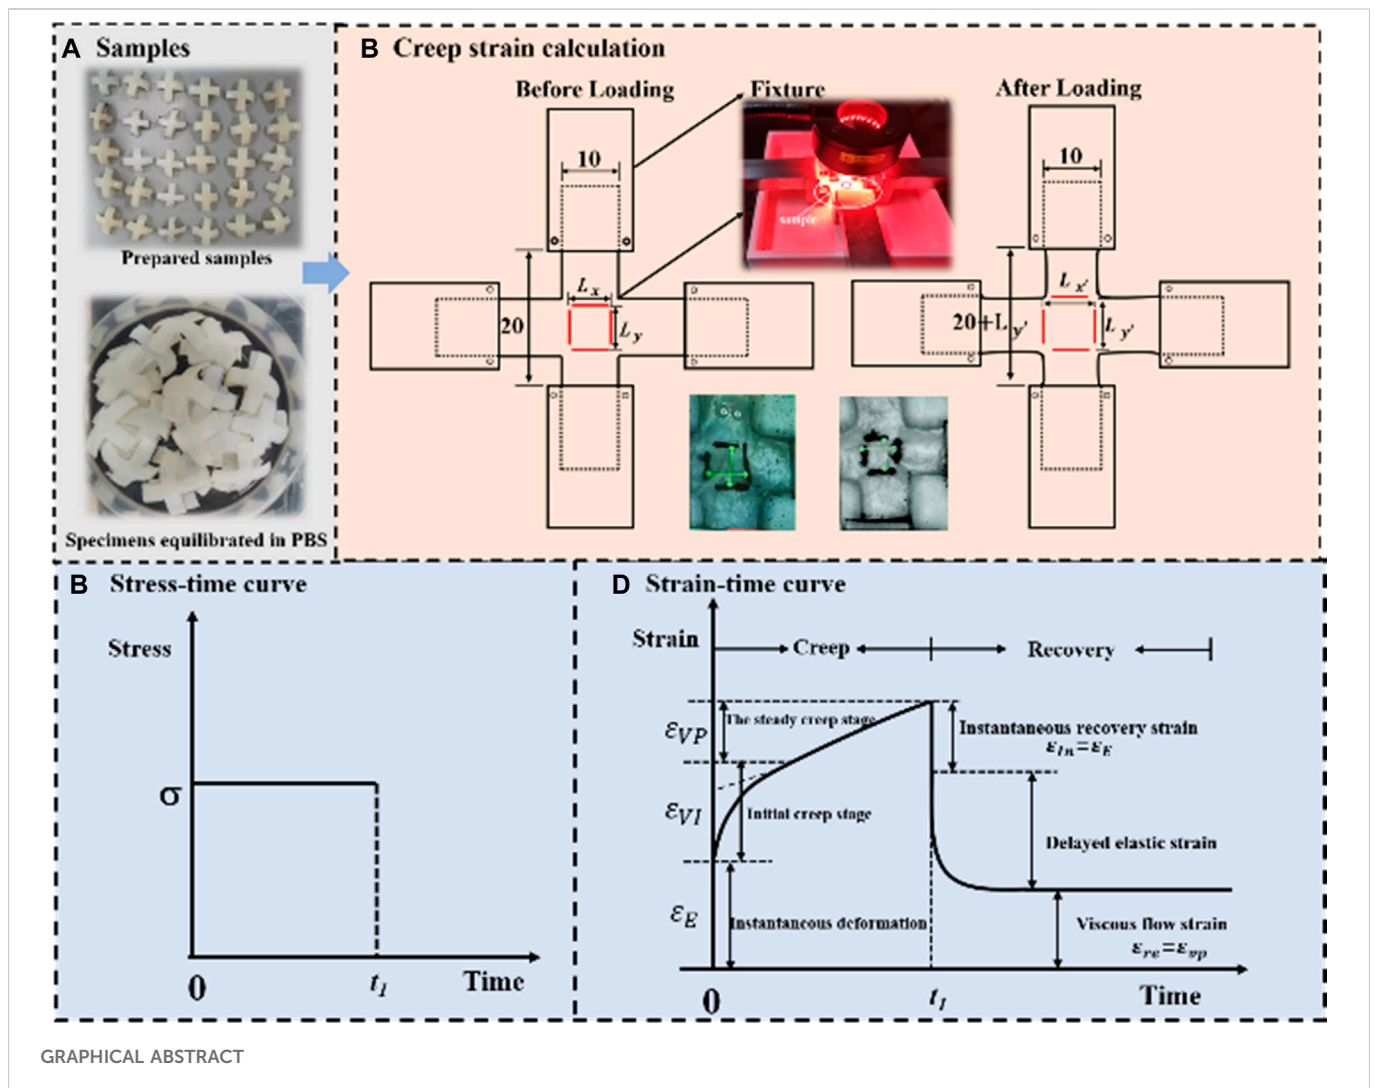 A Samples
Prepared samples
Specimens equilibrated in PBS
B Creep strain calculation
Before Loading
Fixture
After Loading
10
10
sample
20
Lx
Ly
20+Ly'
Lx'
Ly'
B Stress-time curve
Stress
σ
0
t1
Time
D Strain-time curve
Strain
Creep
Recovery
εVP
The steady creep stage
Instantaneous recovery strain
εIn=εE
εVI
Initial creep stage
Delayed elastic strain
εE
Instantaneous deformation
Viscous flow strain
εre=εvp
0
t1
Time
GRAPHICAL ABSTRACT